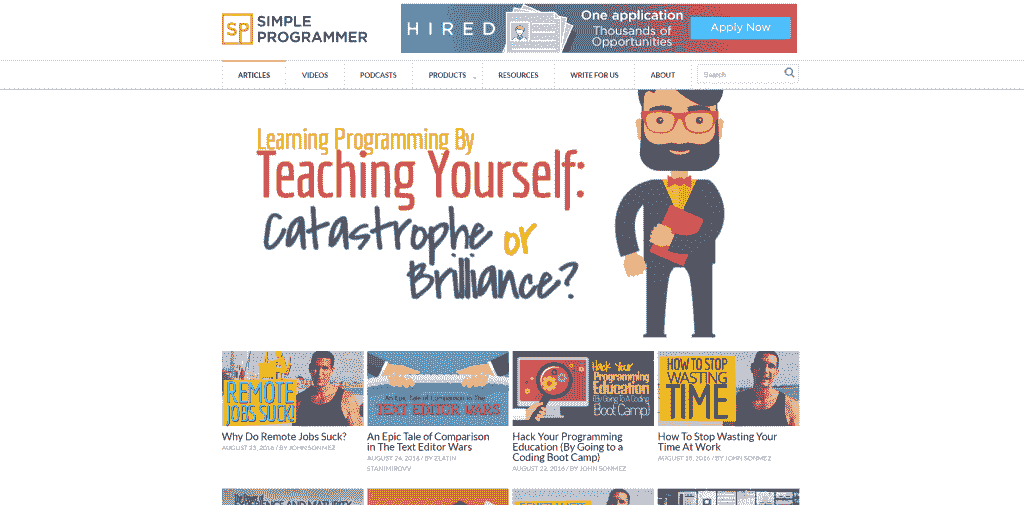 SP SIMPLE
PROGRAMMER
HIRED
One application
Thousands of
Opportunities
Apply Now
ARTICLES
VIDEOS
PODCASTS
PRODUCTS
RESOURCES
WRITE FOR US
ABOUT
Search
Learning Programming By
Teaching Yourself:
Catastrophe or
Brilliance?
REMOTE
JOBS SUCK!
An Epic Tale of Comparison in The
TEXT EDITOR WARS
Hack Your
Programming
Education
(By Going To A Coding
Boot Camp)
HOW TO STOP
WASTING
TIME
Why Do Remote Jobs Suck?
AUGUST 25, 2016 / BY JOHN SONMEZ
An Epic Tale of Comparison
in The Text Editor Wars
AUGUST 24, 2016 / BY ZLATIN
STANIMIROVV
Hack Your Programming
Education (By Going to a
Coding Boot Camp)
AUGUST 22, 2016 / BY JOHN SONMEZ
How To Stop Wasting Your
Time At Work
AUGUST 18, 2016 / BY JOHN SONMEZ